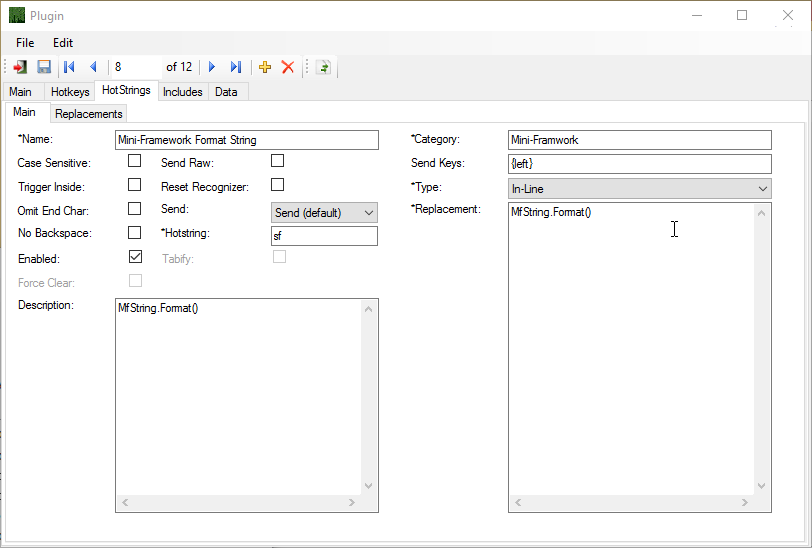 Plugin
File Edit
8 of 12
Main Hotkeys HotStrings Includes Data
Main Replacements
*Name: Mini-Framework Format String *Category: Mini-Framwork
Case Sensitive: Send Raw: Send Keys: {left}
Trigger Inside: Reset Recognizer: *Type: In-Line
Omit End Char: Send: Send (default) *Replacement: MfString.Format()
No Backspace: *Hotstring: sf
Enabled: Tabify:
Force Clear:
Description: MfString.Format()